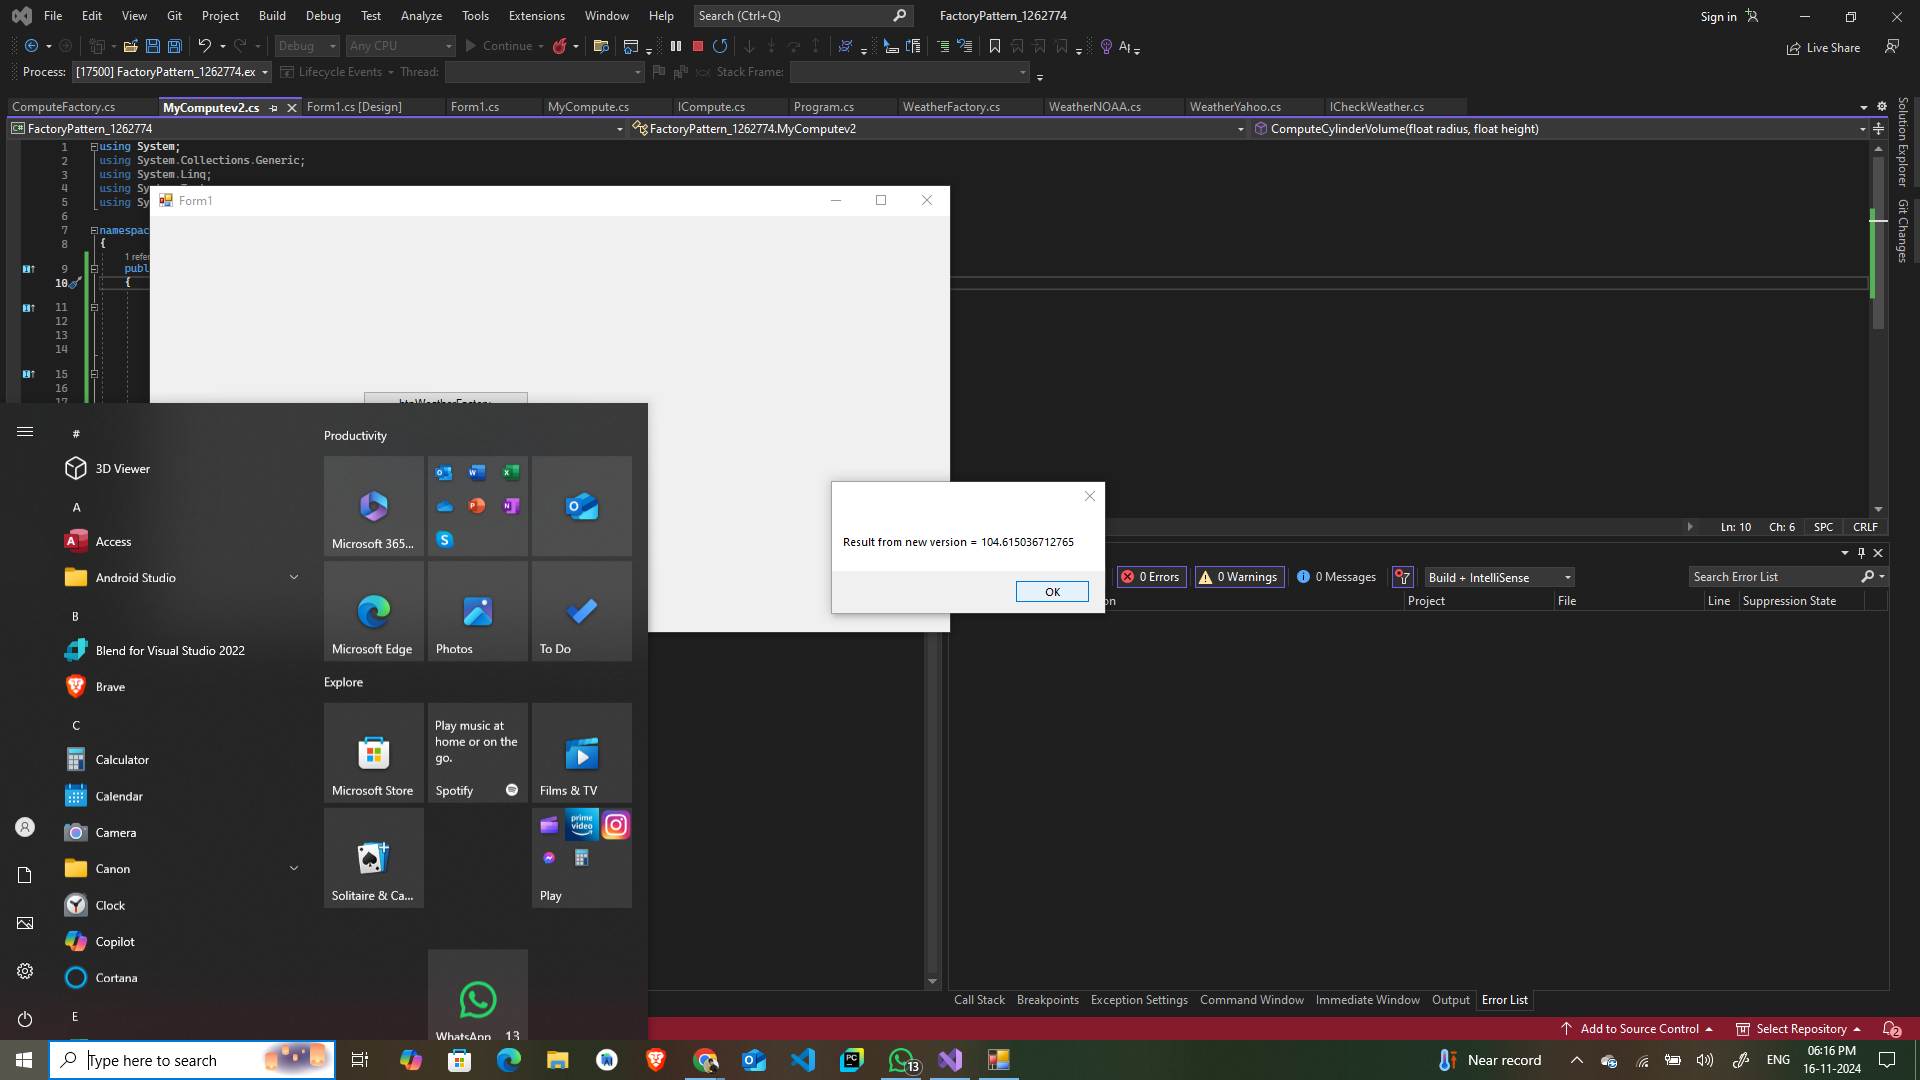 File Edit View Git Project Build Debug Test Analyze Tools Extensions Window Help Search (Ctrl+Q) FactoryPattern_1262774 Sign in
Debug Any CPU Continue Live Share
Process: [17500] FactoryPattern_1262774.ex Lifecycle Events Thread: Stack Frame:
ComputeFactory.cs MyComputev2.cs Form1.cs [Design] Form1.cs MyCompute.cs ICompute.cs Program.cs WeatherFactory.cs WeatherNOAA.cs WeatherYahoo.cs ICheckWeather.cs
FactoryPattern_1262774 FactoryPattern_1262774.MyComputev2 ComputeCylinderVolume(float radius, float height)
1 using System;
2 using System.Collections.Generic;
3 using System.Linq;
4 using Sy
5 using Sy
6
7 namespac
8 {
1 refer
9 publ
10 {
11
12
13
14
15
16
17
Form1
btnWeatherFactory
Solution Explorer
Git Changes
Result from new version = 104.615036712765
OK
Ln: 10 Ch: 6 SPC CRLF
0 Errors 0 Warnings 0 Messages Build + IntelliSense Search Error List
on Project File Line Suppression State
Call Stack Breakpoints Exception Settings Command Window Immediate Window Output Error List
Add to Source Control Select Repository 2
#
3D Viewer
A
Access
Android Studio
B
Blend for Visual Studio 2022
Brave
C
Calculator
Calendar
Camera
Canon
Clock
Copilot
Cortana
E
Productivity
Microsoft 365...
Microsoft Edge Photos To Do
Explore
Play music at
home or on the
go.
Microsoft Store Spotify Films & TV
prime
video
Solitaire & Ca... Play
WhatsApp 13
Type here to search
13
Near record ENG 06:16 PM
16-11-2024